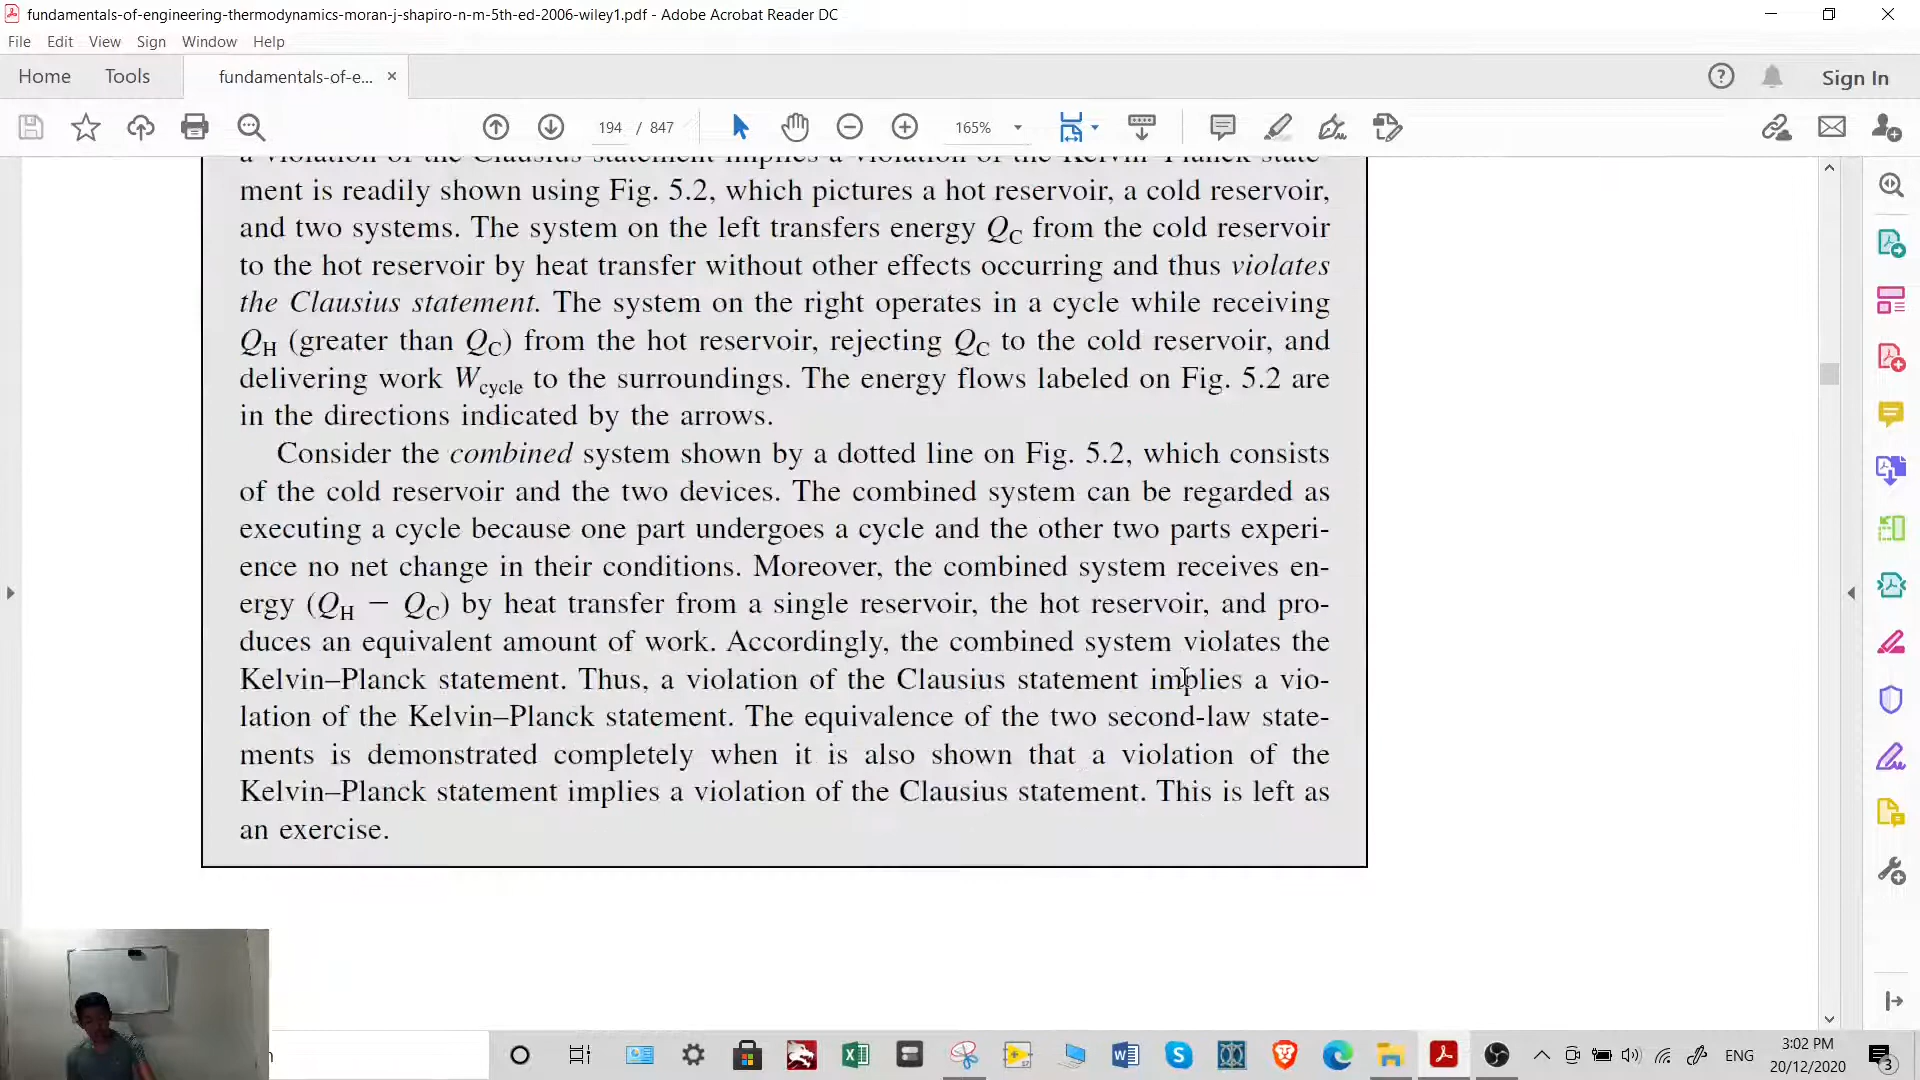 fundamentals-of-engineering-thermodynamics-moran-j-shapiro-n-m-5th-ed-2006-wiley1.pdf - Adobe Acrobat Reader DC
File Edit View Sign Window Help
Home Tools fundamentals-of-e... × Sign In
194 / 847 165%
a violation of the Clausius statement implies a violation of the Kelvin–Planck state-
ment is readily shown using Fig. 5.2, which pictures a hot reservoir, a cold reservoir,
and two systems. The system on the left transfers energy QC from the cold reservoir
to the hot reservoir by heat transfer without other effects occurring and thus violates
the Clausius statement. The system on the right operates in a cycle while receiving
QH (greater than QC) from the hot reservoir, rejecting QC to the cold reservoir, and
delivering work Wcycle to the surroundings. The energy flows labeled on Fig. 5.2 are
in the directions indicated by the arrows.
Consider the combined system shown by a dotted line on Fig. 5.2, which consists
of the cold reservoir and the two devices. The combined system can be regarded as
executing a cycle because one part undergoes a cycle and the other two parts experi-
ence no net change in their conditions. Moreover, the combined system receives en-
ergy (QH − QC) by heat transfer from a single reservoir, the hot reservoir, and pro-
duces an equivalent amount of work. Accordingly, the combined system violates the
Kelvin–Planck statement. Thus, a violation of the Clausius statement implies a vio-
lation of the Kelvin–Planck statement. The equivalence of the two second-law state-
ments is demonstrated completely when it is also shown that a violation of the
Kelvin–Planck statement implies a violation of the Clausius statement. This is left as
an exercise.
ENG
3:02 PM
20/12/2020
3